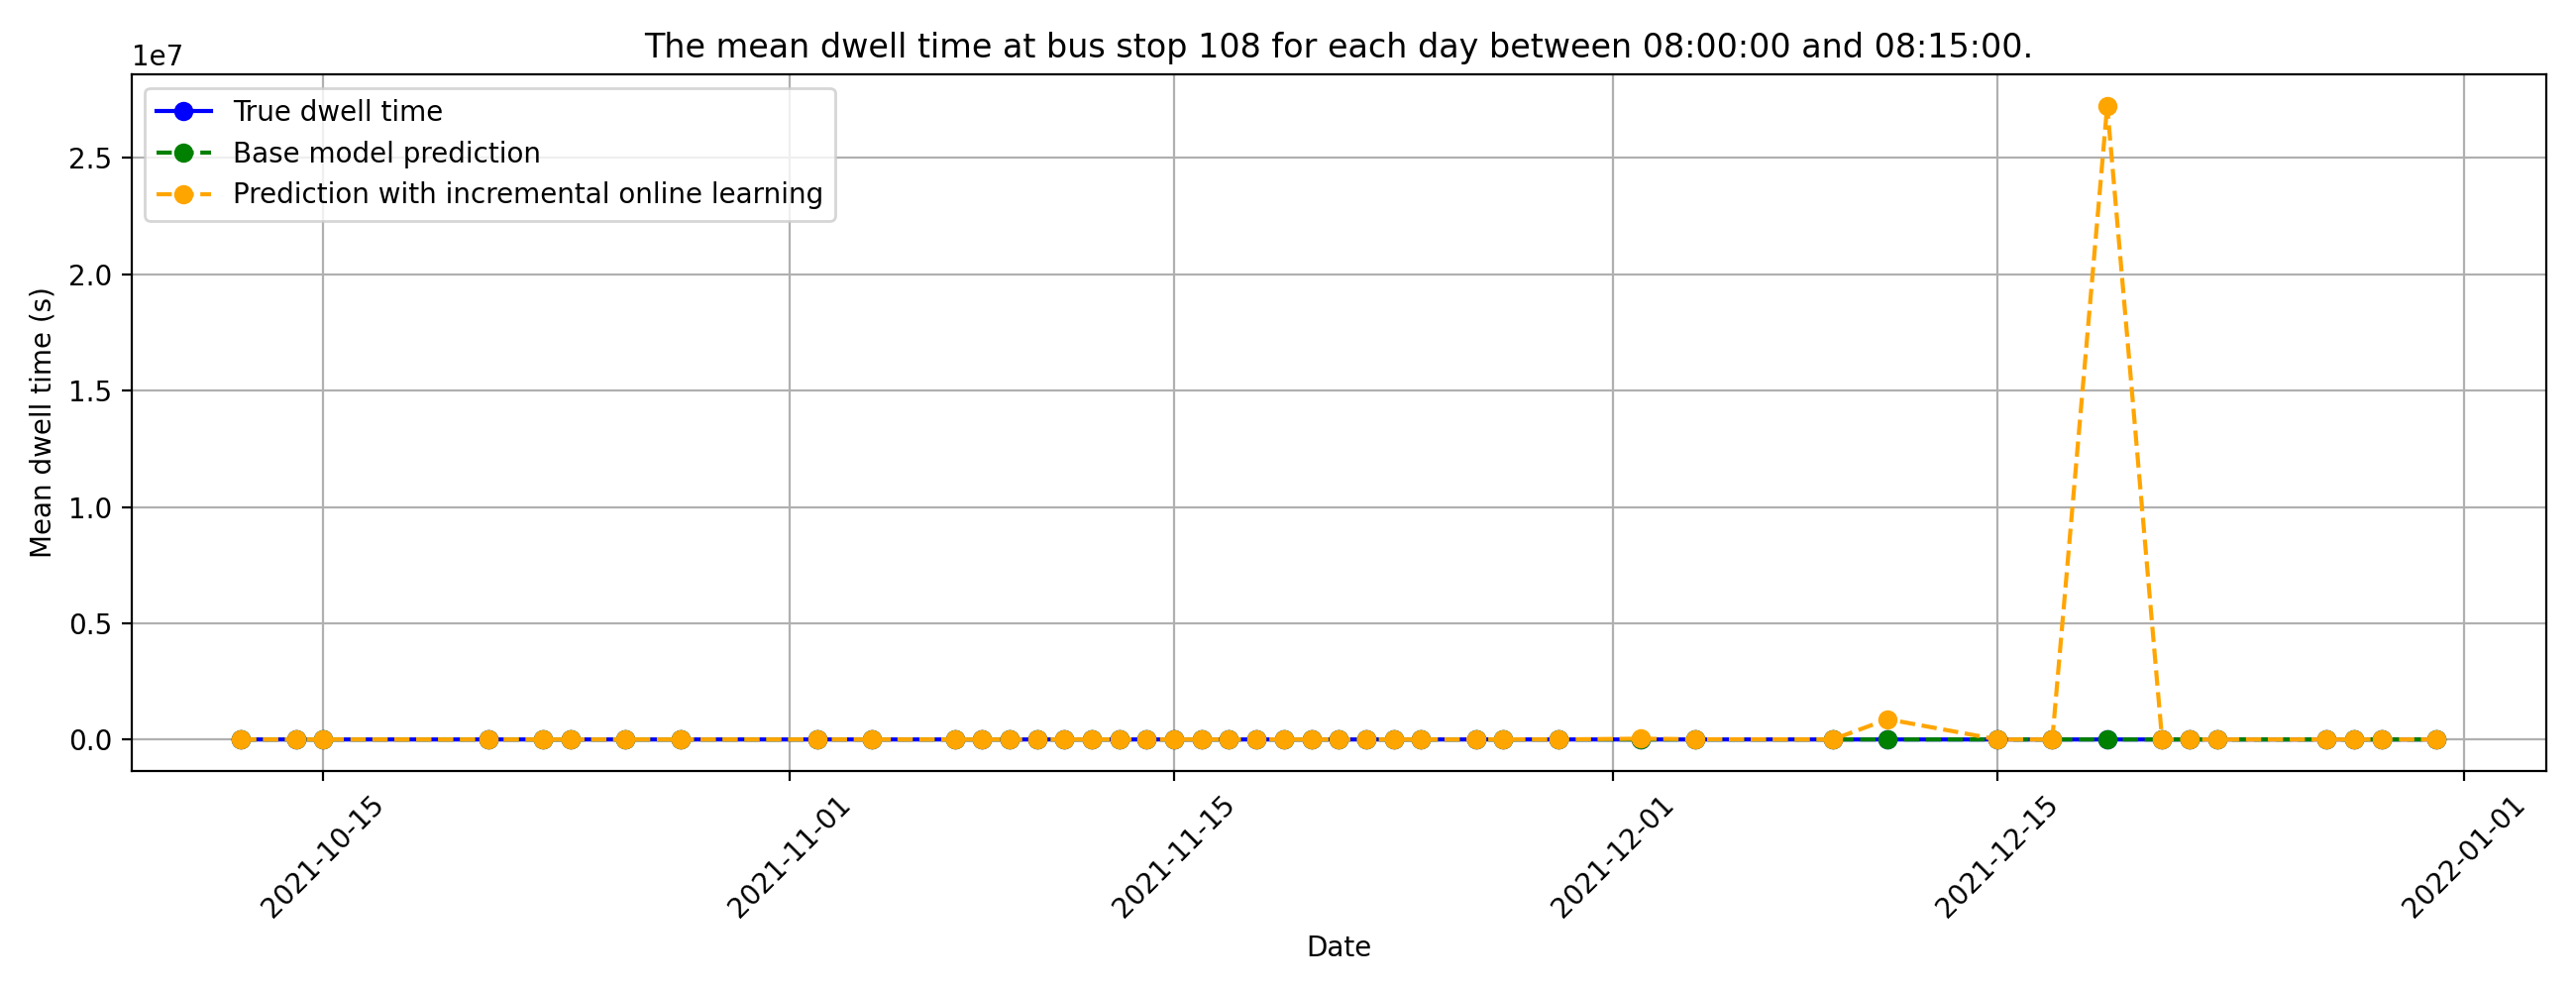 The mean dwell time at bus stop 108 for each day between 08:00:00 and 08:15:00.
1e7
True dwell time
Base model prediction
Prediction with incremental online learning
2.5
2.0
1.5
1.0
0.5
0.0
Mean dwell time (s)
2021-10-15
2021-11-01
2021-11-15
2021-12-01
2021-12-15
2022-01-01
Date